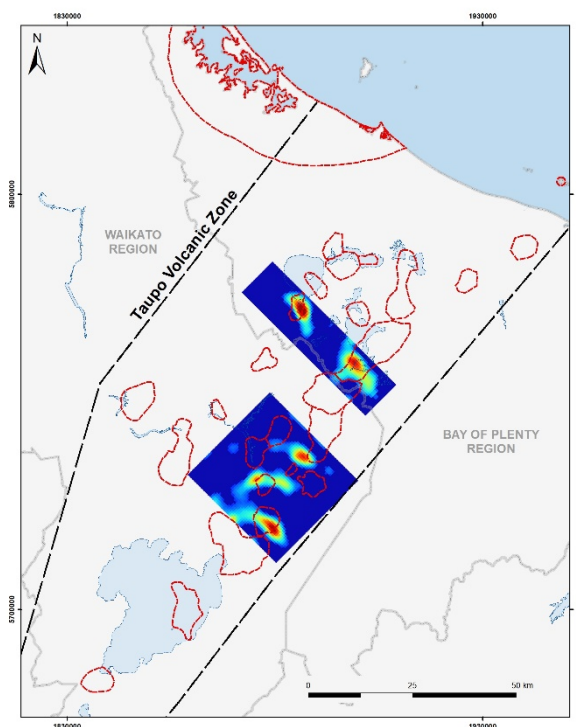 1830000
1930000
N
5800000
WAIKATO
REGION
Taupo Volcanic Zone
BAY OF PLENTY
REGION
5700000
0
25
50 km
1830000
1930000